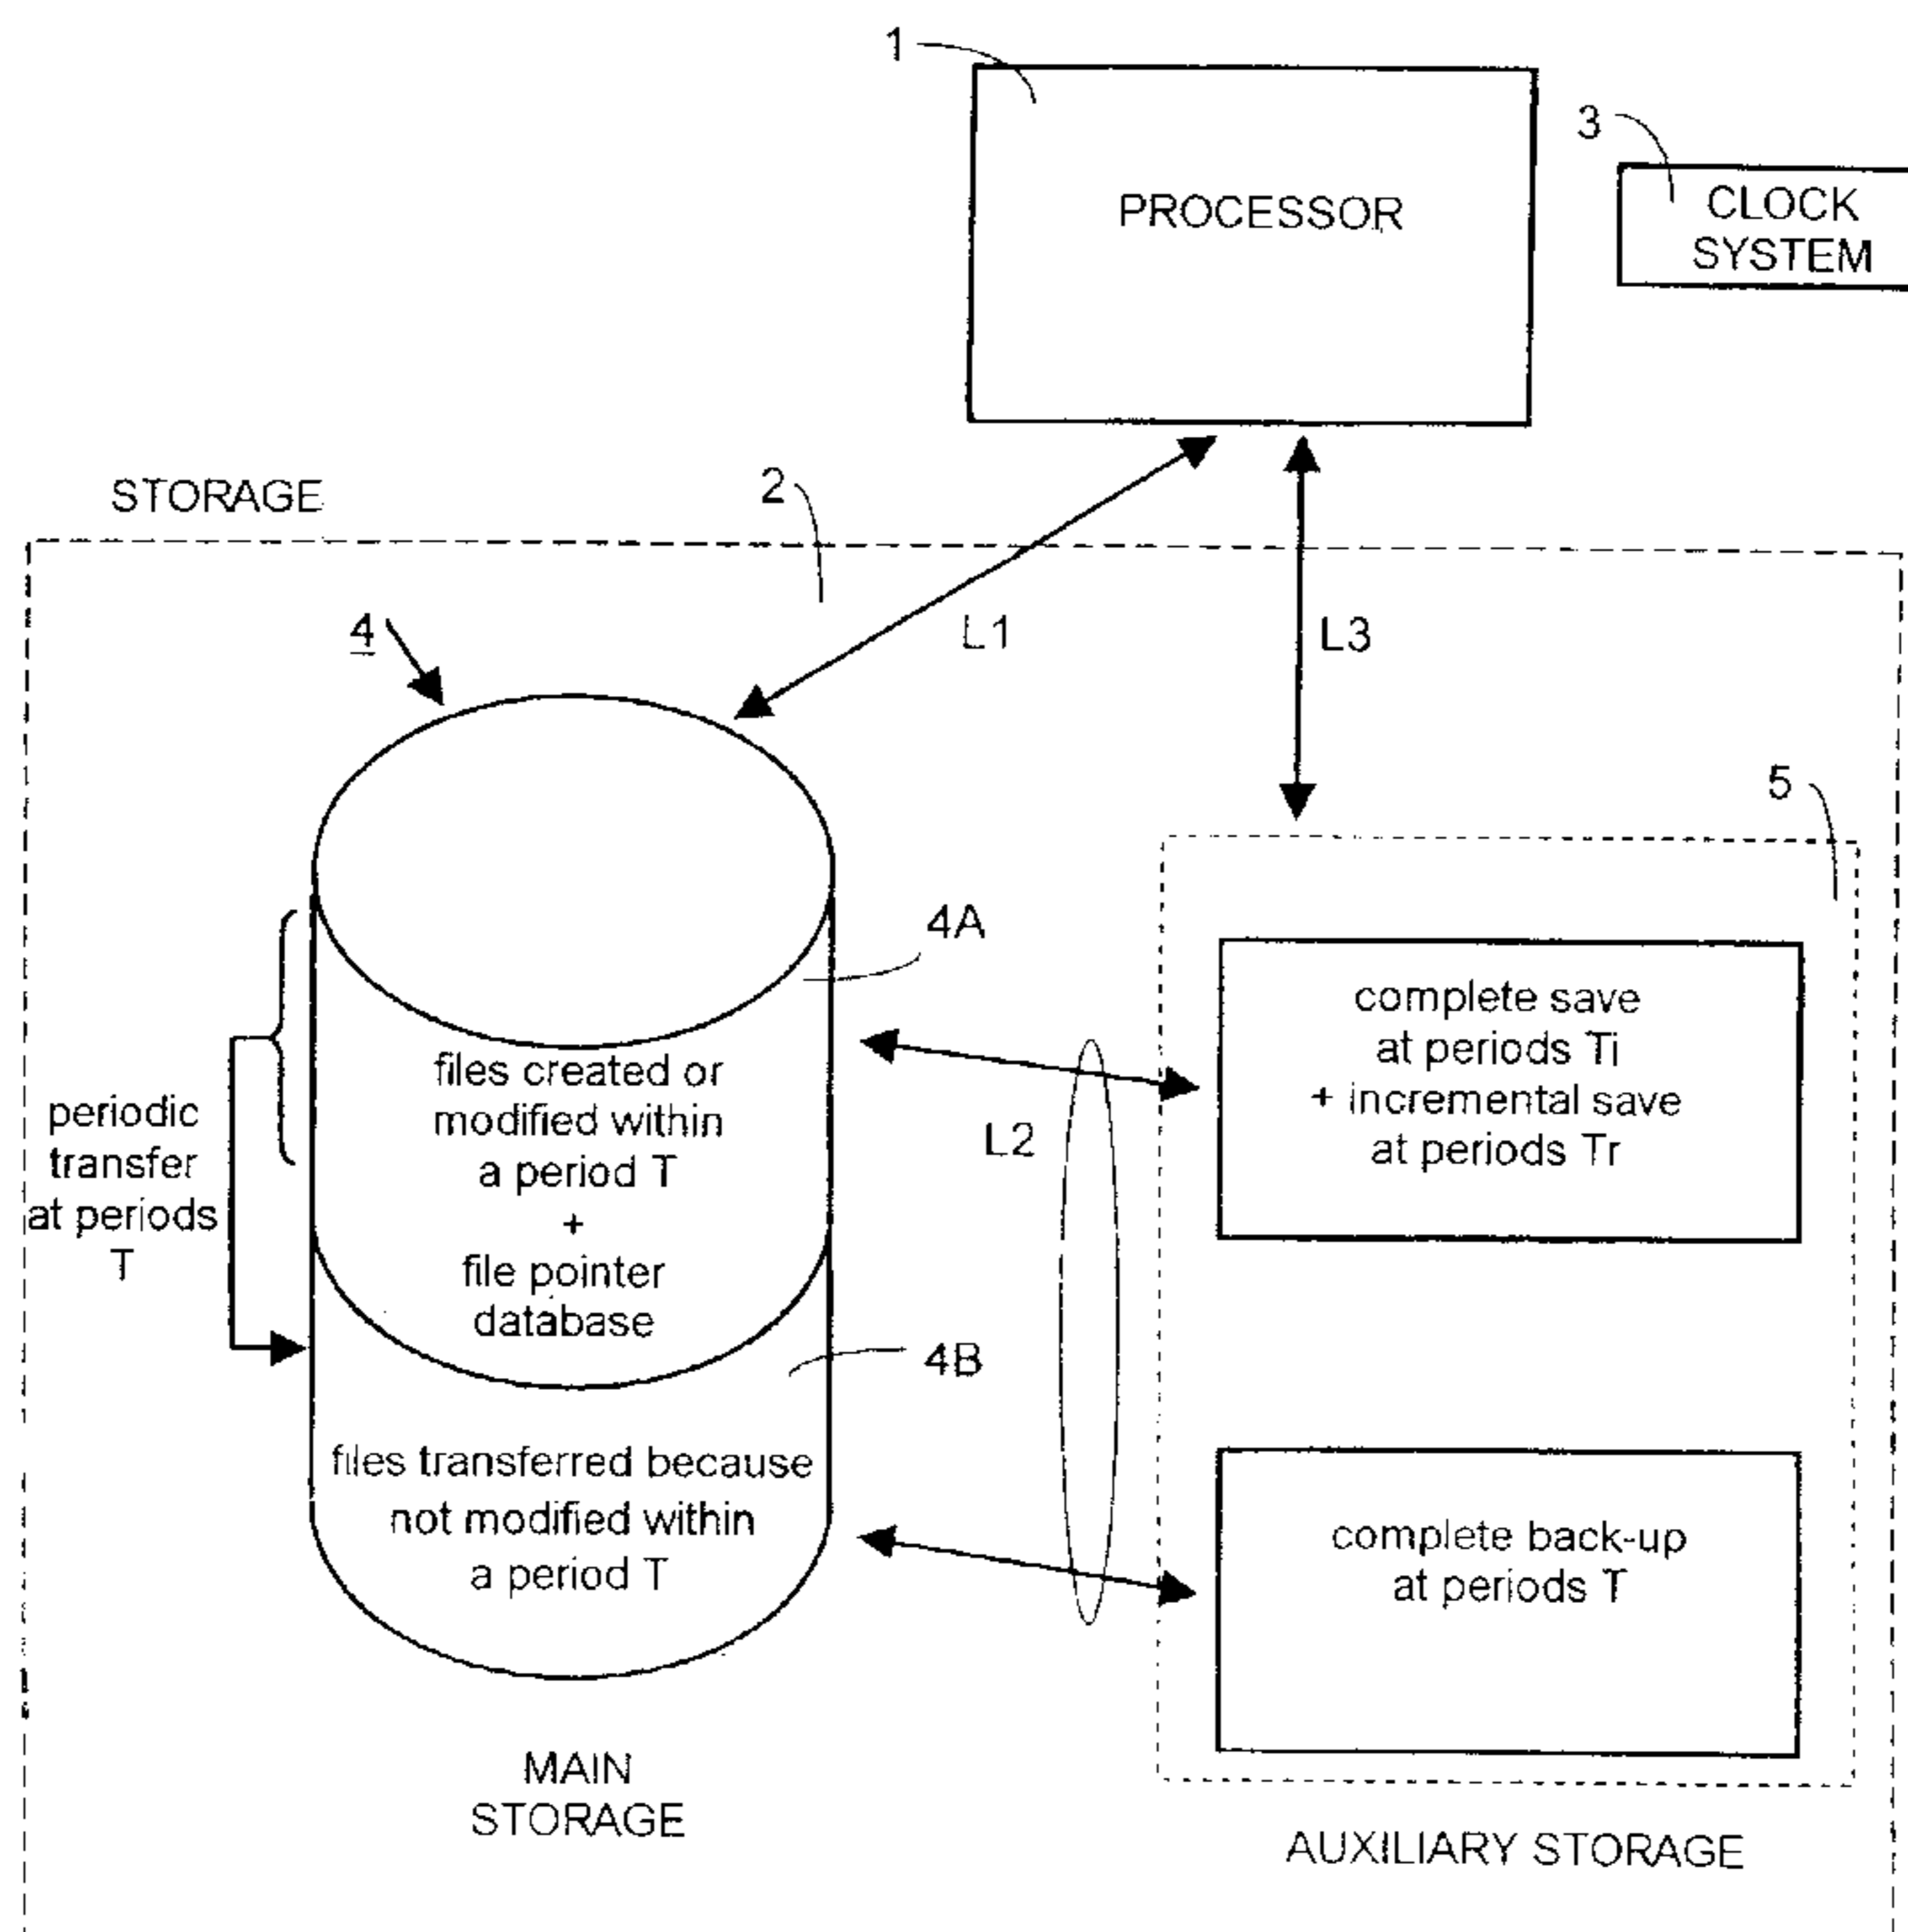 1
3
PROCESSOR
CLOCK
SYSTEM
STORAGE
2
4
L1
L3
5
4A
files created or
modified within
a period T
+
file pointer
database
periodic
transfer
at periods
T
L2
complete save
at periods Ti
+ incremental save
at periods Tr
4B
files transferred because
not modified within
a period T
complete back-up
at periods T
MAIN
STORAGE
AUXILIARY STORAGE